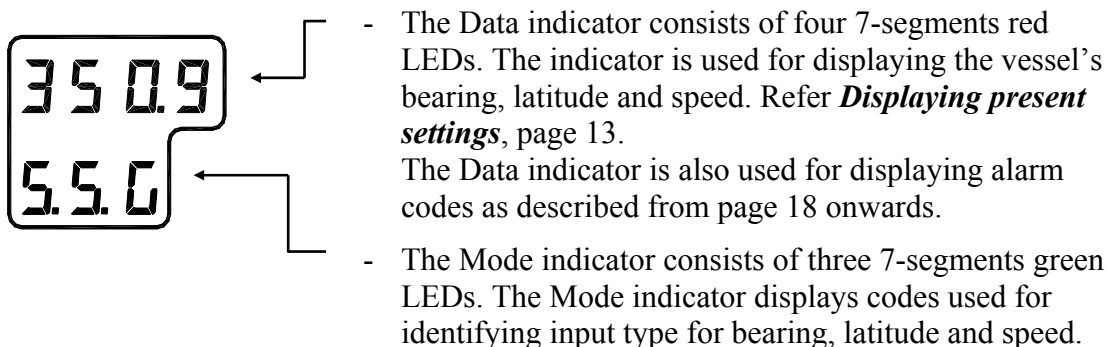 350.9
5.5.G
- The Data indicator consists of four 7-segments red
LEDs. The indicator is used for displaying the vessel’s
bearing, latitude and speed. Refer Displaying present
settings, page 13.
The Data indicator is also used for displaying alarm
codes as described from page 18 onwards.
- The Mode indicator consists of three 7-segments green
LEDs. The Mode indicator displays codes used for
identifying input type for bearing, latitude and speed.